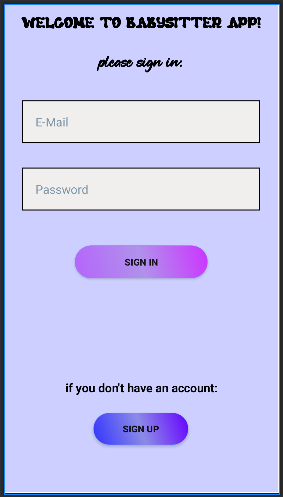 WELCOME TO BABYSITTER APP!
please sign in:
E-Mail
Password
SIGN IN
if you don't have an account:
SIGN UP